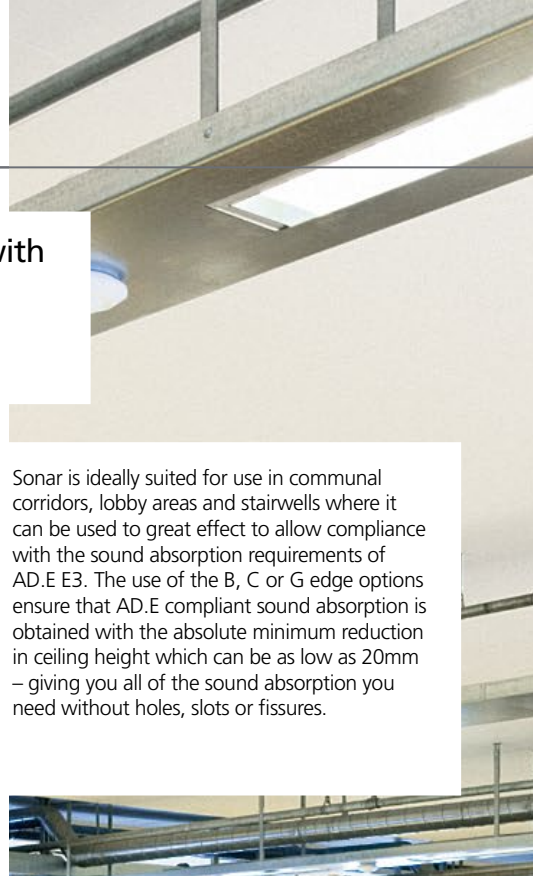 with
Sonar is ideally suited for use in communal
corridors, lobby areas and stairwells where it
can be used to great effect to allow compliance
with the sound absorption requirements of
AD.E E3. The use of the B, C or G edge options
ensure that AD.E compliant sound absorption is
obtained with the absolute minimum reduction
in ceiling height which can be as low as 20mm
– giving you all of the sound absorption you
need without holes, slots or fissures.